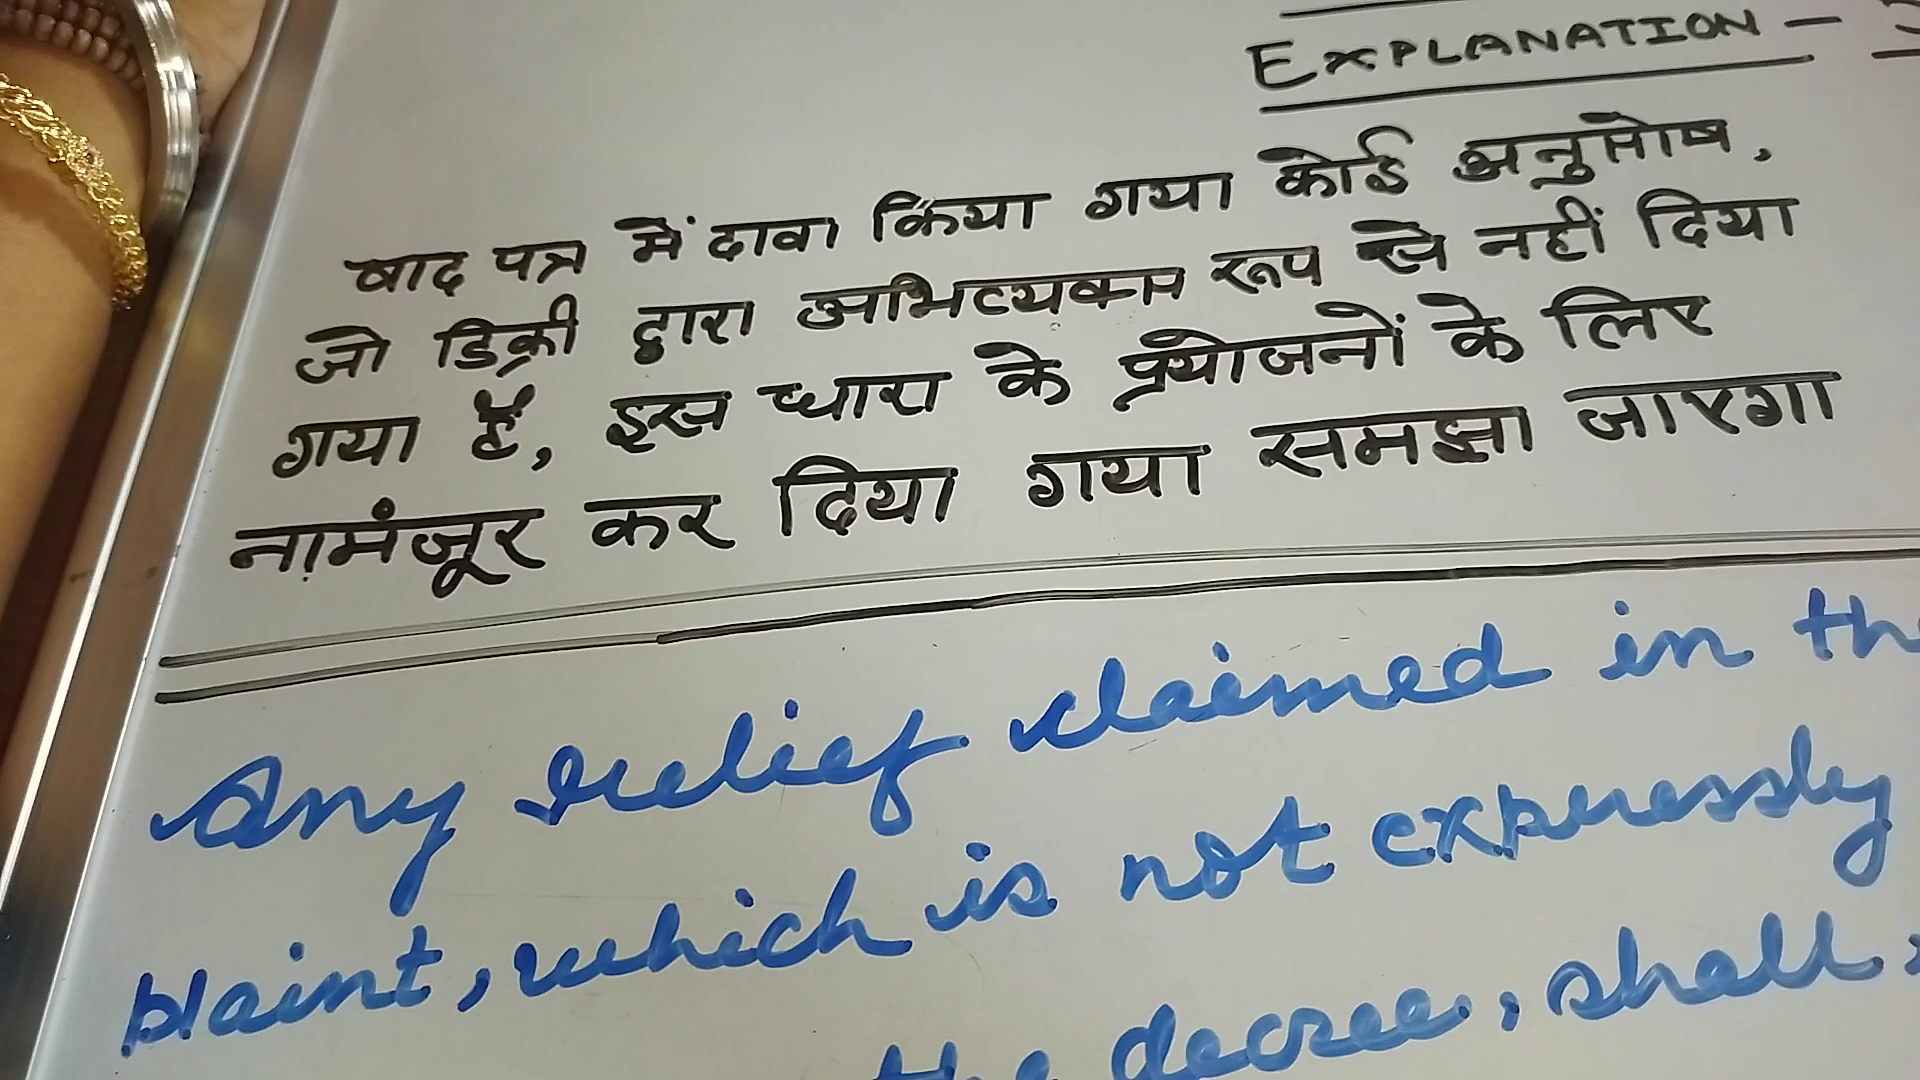 EXPLANATION -
वाद पत्र में दावा किया गया कोई अनुतोष,
जो डिक्री द्वारा अभिव्यक्त रूप से नहीं दिया
गया है, इस धारा के प्रयोजनों के लिए
नामंजूर कर दिया गया समझा जाएगा
Any relief claimed in
plaint, which is not expressly
the decree, shall